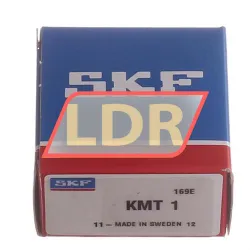 SKF
LDR
SKF
169E
KMT 1
11 – MADE IN SWEDEN 12